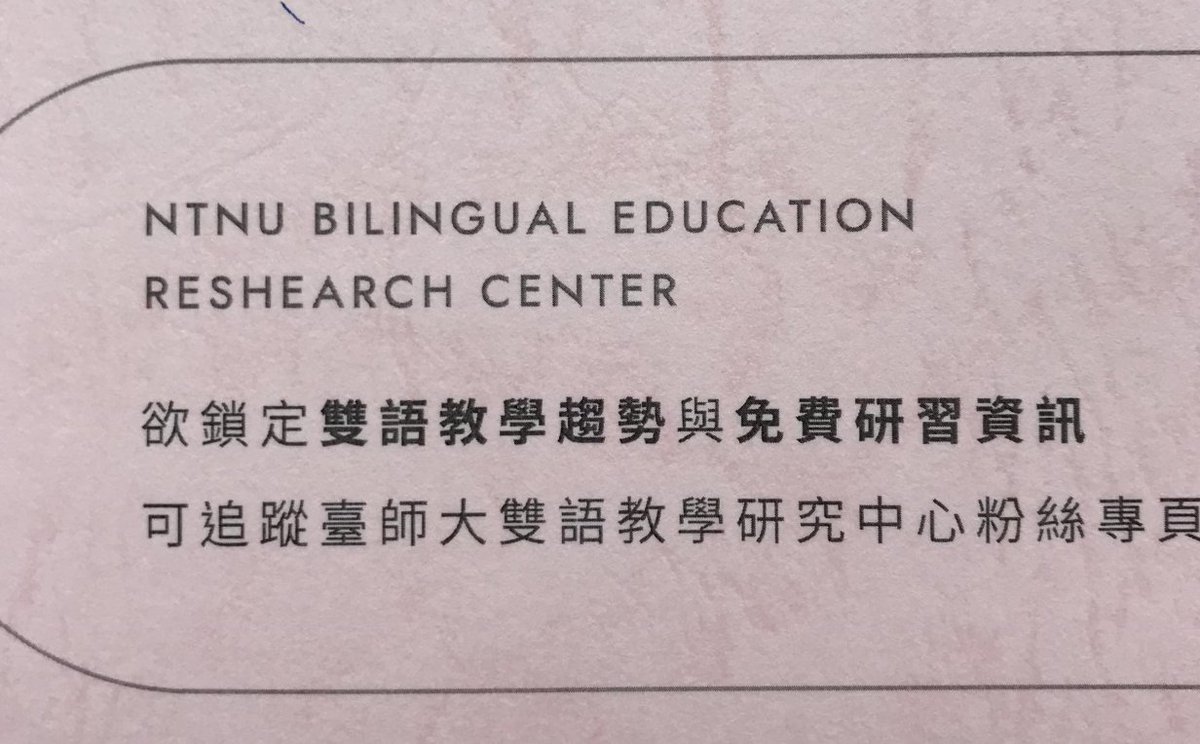 NTNU BILINGUAL EDUCATION
RESHEARCH CENTER
欲鎖定雙語教學趨勢與免費研習資訊
可追蹤臺師大雙語教學研究中心粉絲專頁